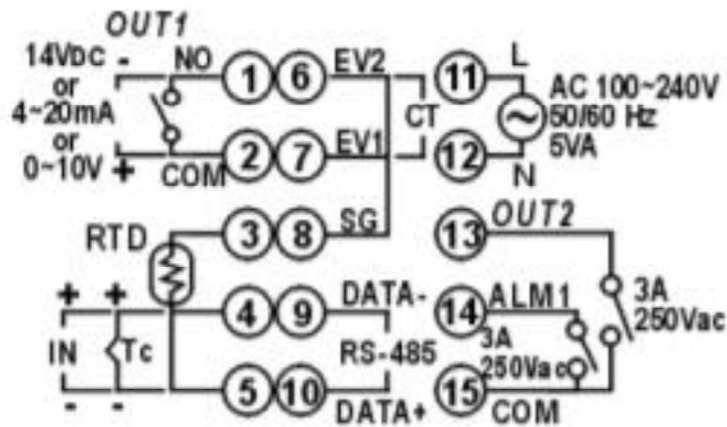 OUT1
14VDC - NO 1 6 EV2 11 L
or
4~20mA
or
0~10V + COM 2 7 EV1 CT 12 N
AC 100~240V
50/60 Hz
5VA
RTD 3 8 SG 13 OUT2
+ + 4 9 DATA- 14 ALM1
3A
250Vac
IN Tc RS-485
3A
250Vac
- - 5 10 DATA+ 15 COM